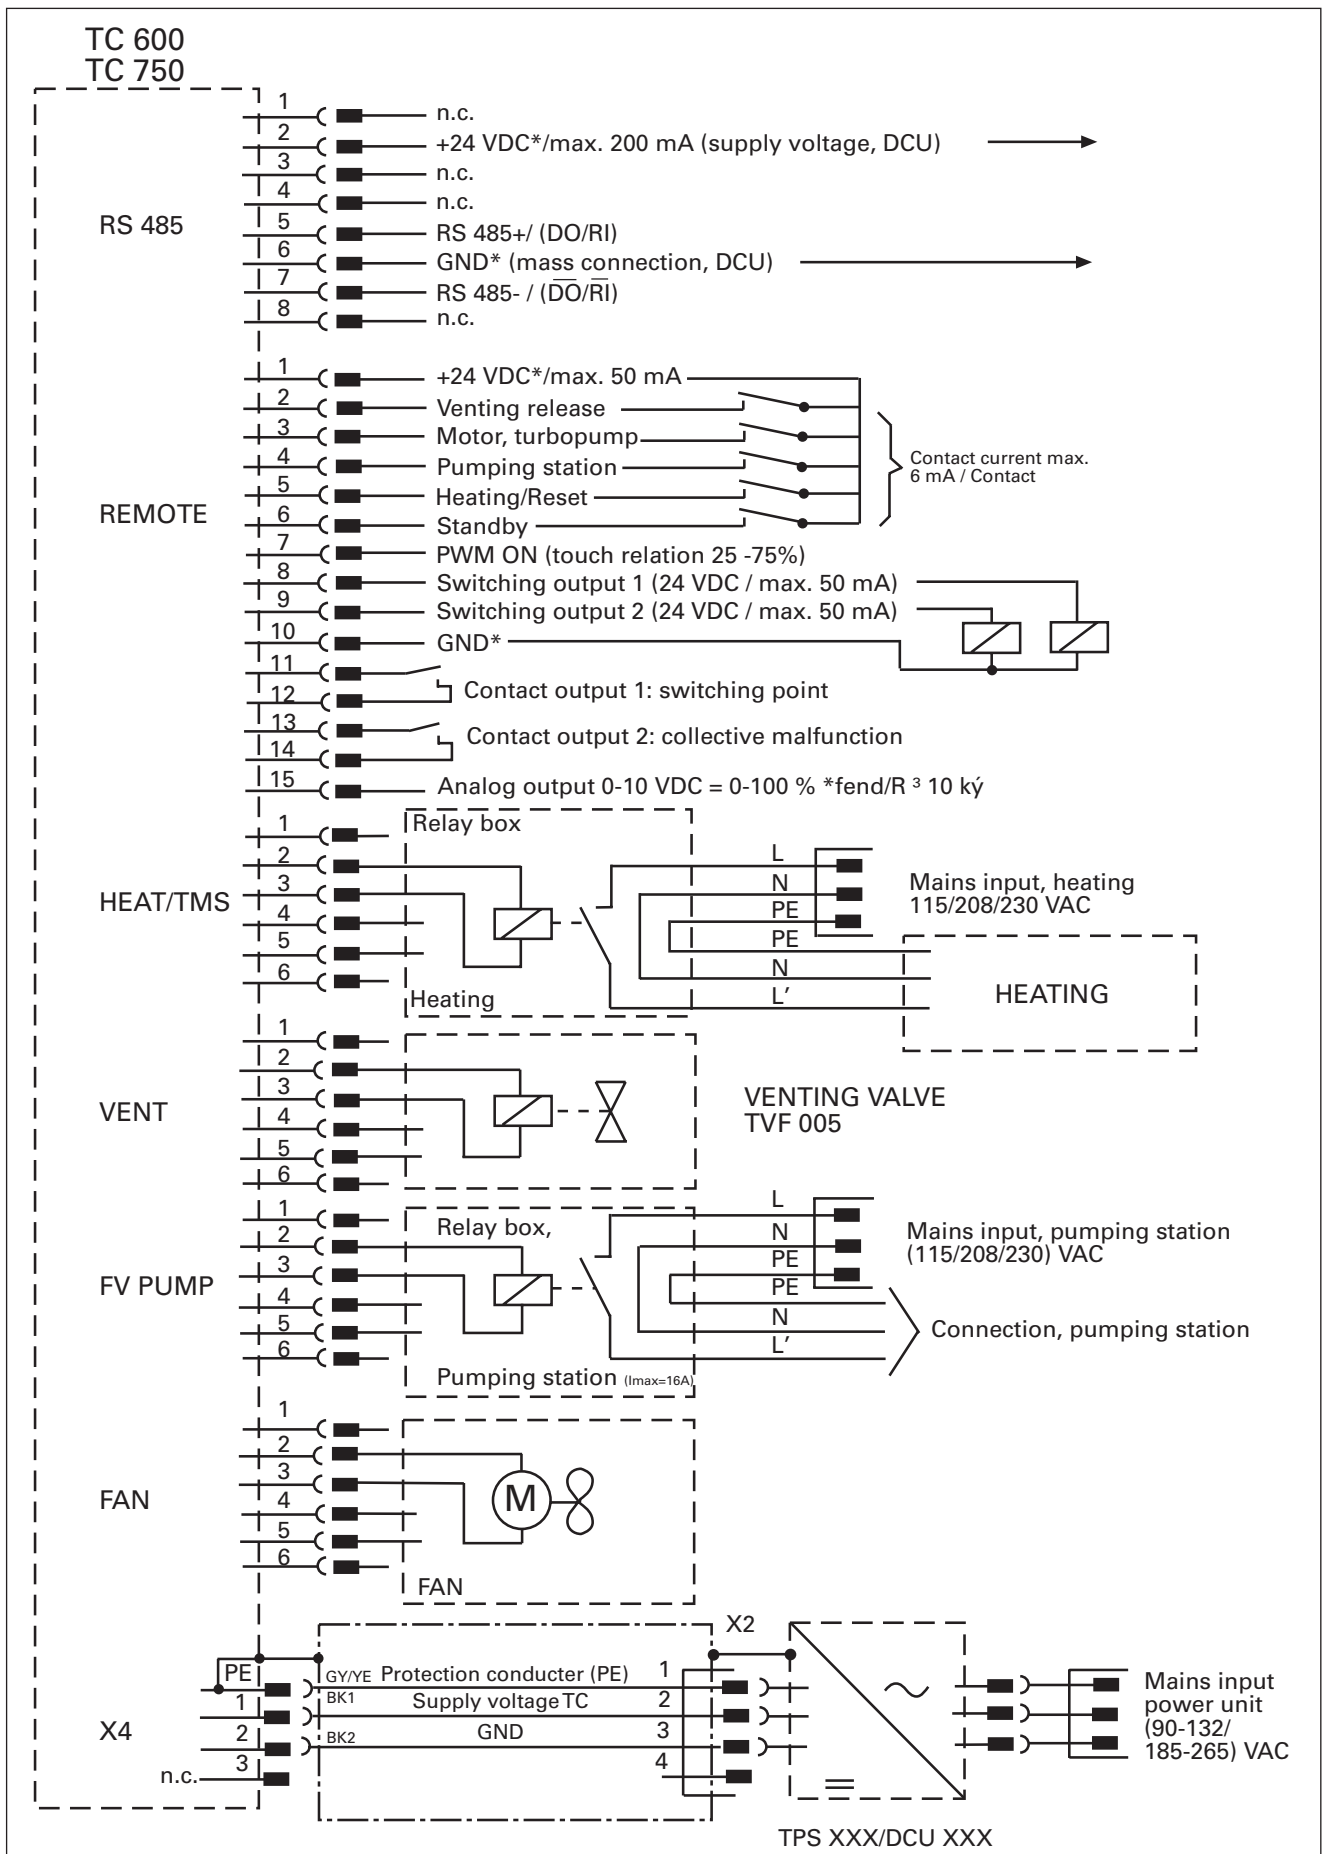 TC 600
TC 750
RS 485
1 n.c.
2 +24 VDC*/max. 200 mA (supply voltage, DCU)
3 n.c.
4 n.c.
5 RS 485+/ (DO/RI)
6 GND* (mass connection, DCU)
7 RS 485- / (D̅O̅/R̅I̅)
8 n.c.
REMOTE
1 +24 VDC*/max. 50 mA
2 Venting release
3 Motor, turbopump
4 Pumping station
5 Heating/Reset
6 Standby
Contact current max.
6 mA / Contact
7 PWM ON (touch relation 25 -75%)
8 Switching output 1 (24 VDC / max. 50 mA)
9 Switching output 2 (24 VDC / max. 50 mA)
10 GND*
11
12
Contact output 1: switching point
13
14
Contact output 2: collective malfunction
15 Analog output 0-10 VDC = 0-100 % *fend/R ³ 10 ký
HEAT/TMS
1
2
3
4
5
6
Relay box
Heating
L
N
PE
PE
N
L’
Mains input, heating
115/208/230 VAC
HEATING
VENT
1
2
3
4
5
6
VENTING VALVE
TVF 005
FV PUMP
1
2
3
4
5
6
Relay box,
Pumping station (Imax=16A)
L
N
PE
PE
N
L’
Mains input, pumping station
(115/208/230) VAC
Connection, pumping station
FAN
1
2
3
4
5
6
M
FAN
X4
PE
1
2
3
n.c.
GY/YE Protection conducter (PE) 1
BK1 Supply voltage TC 2
BK2 GND 3
4
X2
Mains input
power unit
(90-132/
185-265) VAC
TPS XXX/DCU XXX